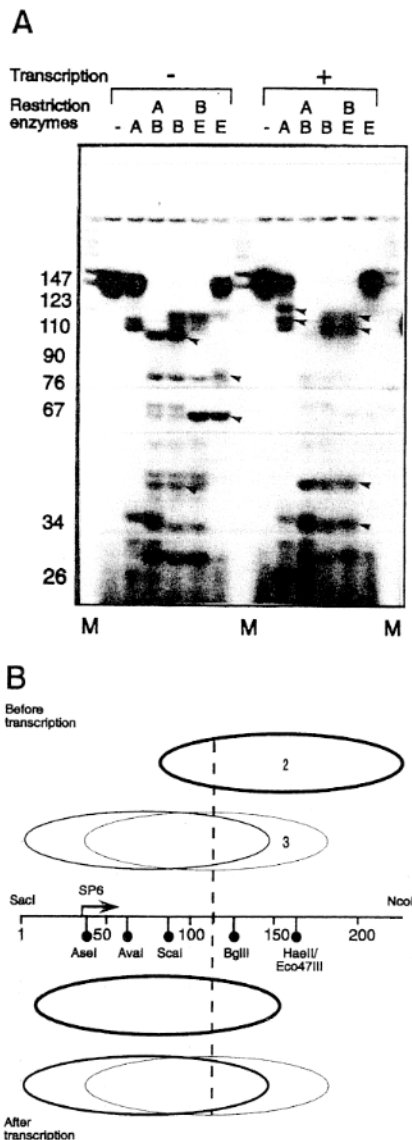 A
Transcription - +
Restriction A B A B
enzymes - A B B E E - A B B E E
147
123
110
90
76
67
34
26
M M M
B
Before
transcription
2
3
SacI SP6 NcoI
1 50 100 150 200
AseI AvaI ScaI BglII HaeII/
Eco47III
After
transcription